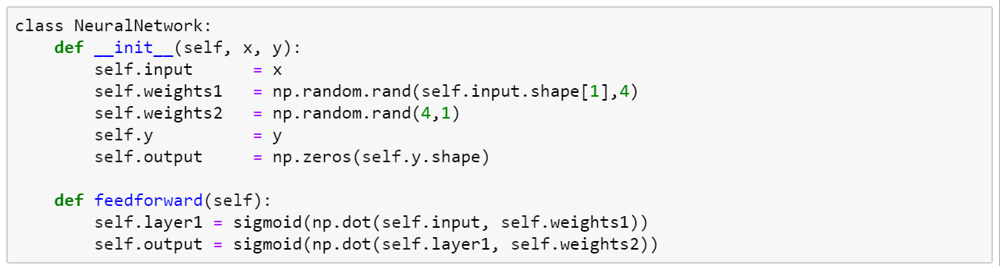 class NeuralNetwork:
    def __init__(self, x, y):
        self.input      = x
        self.weights1   = np.random.rand(self.input.shape[1],4)
        self.weights2   = np.random.rand(4,1)
        self.y          = y
        self.output     = np.zeros(self.y.shape)

    def feedforward(self):
        self.layer1 = sigmoid(np.dot(self.input, self.weights1))
        self.output = sigmoid(np.dot(self.layer1, self.weights2))